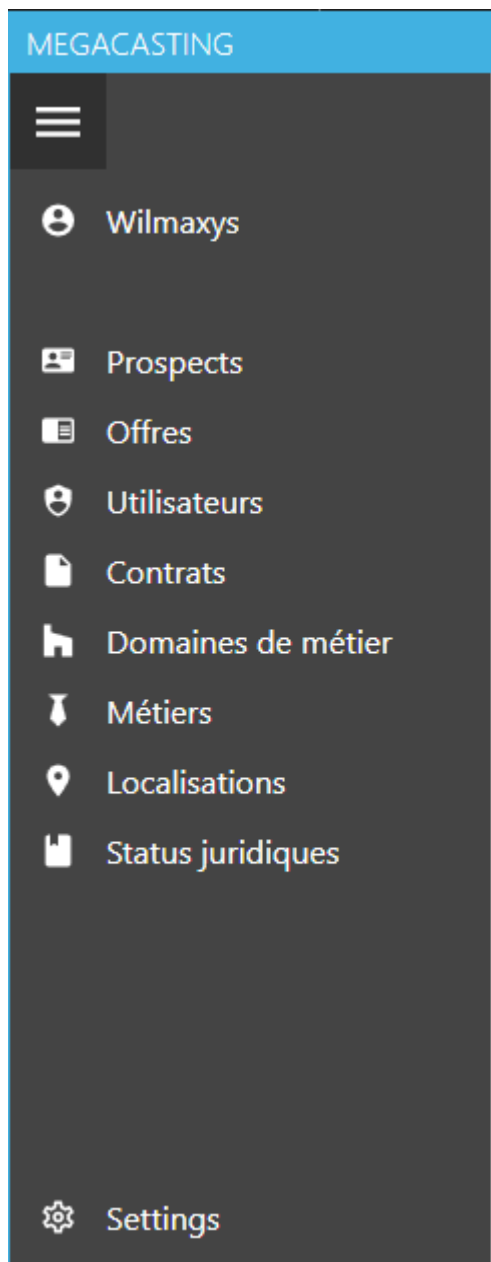 MEGACASTING
Wilmaxys
Prospects
Offres
Utilisateurs
Contrats
Domaines de métier
Métiers
Localisations
Status juridiques
Settings